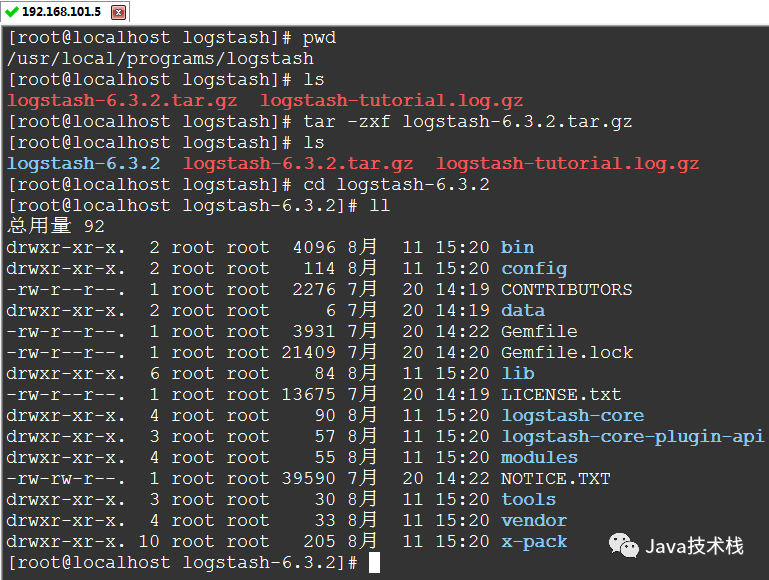 192.168.101.5
[root@localhost logstash]# pwd
/usr/local/programs/logstash
[root@localhost logstash]# ls
logstash-6.3.2.tar.gz  logstash-tutorial.log.gz
[root@localhost logstash]# tar -zxf logstash-6.3.2.tar.gz
[root@localhost logstash]# ls
logstash-6.3.2  logstash-6.3.2.tar.gz  logstash-tutorial.log.gz
[root@localhost logstash]# cd logstash-6.3.2
[root@localhost logstash-6.3.2]# ll
总用量 92
drwxr-xr-x.  2 root root  4096 8月  11 15:20 bin
drwxr-xr-x.  2 root root   114 8月  11 15:20 config
-rw-r--r--.  1 root root  2276 7月  20 14:19 CONTRIBUTORS
drwxr-xr-x.  2 root root     6 7月  20 14:19 data
-rw-r--r--.  1 root root  3931 7月  20 14:22 Gemfile
-rw-r--r--.  1 root root 21409 7月  20 14:20 Gemfile.lock
drwxr-xr-x.  6 root root    84 8月  11 15:20 lib
-rw-r--r--.  1 root root 13675 7月  20 14:19 LICENSE.txt
drwxr-xr-x.  4 root root    90 8月  11 15:20 logstash-core
drwxr-xr-x.  3 root root    57 8月  11 15:20 logstash-core-plugin-api
drwxr-xr-x.  4 root root    55 8月  11 15:20 modules
-rw-rw-r--.  1 root root 39590 7月  20 14:22 NOTICE.TXT
drwxr-xr-x.  3 root root    30 8月  11 15:20 tools
drwxr-xr-x.  4 root root    33 8月  11 15:20 vendor
drwxr-xr-x. 10 root root   205 8月  11 15:20 x-pack
Java技术栈
[root@localhost logstash-6.3.2]#